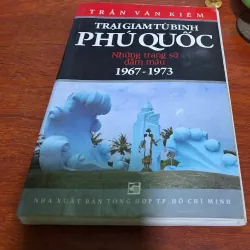 TRẦN VĂN KIÊM
TRẠI GIAM TÙ BINH
PHÚ QUỐC
Những trang sử
đẫm máu
1967-1973
NHÀ XUẤT BẢN TỔNG HỢP TP. HỒ CHÍ MINH